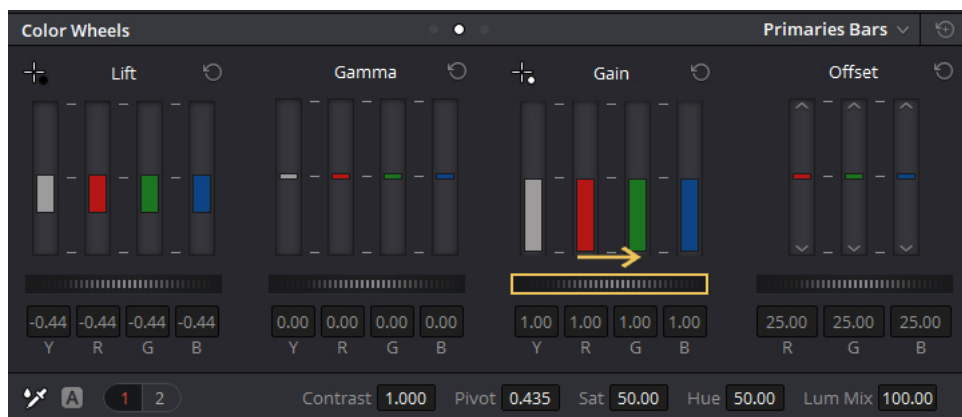 Color Wheels Primaries Bars
Lift Gamma Gain Offset
-0.44 -0.44 -0.44 -0.44 0.00 0.00 0.00 0.00 1.00 1.00 1.00 1.00 25.00 25.00 25.00
Y R G B Y R G B Y R G B R G B
A 1 2 Contrast 1.000 Pivot 0.435 Sat 50.00 Hue 50.00 Lum Mix 100.00